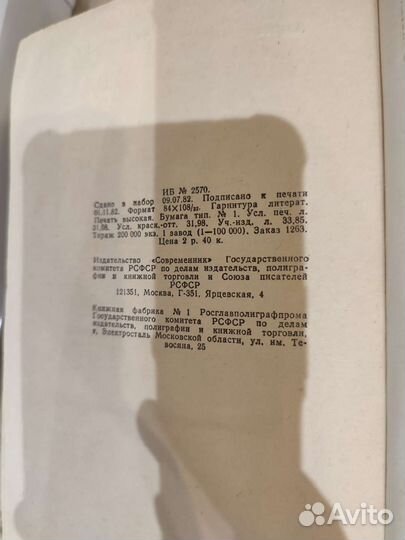 ИБ № 2570.
Сдано в набор 09.07.82. Подписано к печати
01.11.82. Формат 84×108/32. Гарнитура литерат.
Печать высокая. Бумага тип. № 1. Усл. печ. л.
31,08. Усл. краск.-отт. 31,98. Уч.-изд. л. 33,85.
Тираж 200 000 экз. 1 завод (1—100 000). Заказ 1263.
Цена 2 р. 40 к.
Издательство «Современник» Государственного
комитета РСФСР по делам издательств, полигра-
фии и книжной торговли и Союза писателей
РСФСР
121351, Москва, Г-351, Ярцевская, 4
Книжная фабрика № 1 Росглавполиграфпрома
Государственного комитета РСФСР по делам
издательств, полиграфии и книжной торговли,
г. Электросталь Московской области, ул. им. Те-
восяна, 25
Avito